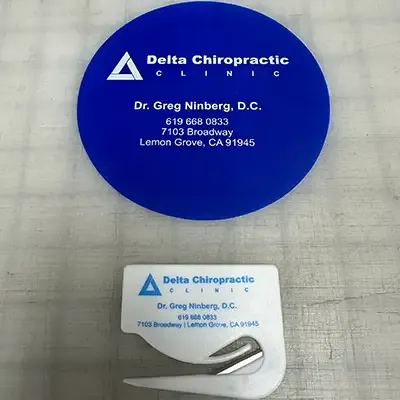 Delta Chiropractic
CLINIC
Dr. Greg Ninberg, D.C.
619 668 0833
7103 Broadway
Lemon Grove, CA 91945
Delta Chiropractic
CLINIC
Dr. Greg Ninberg, D.C.
619 668 0833
7103 Broadway | Lemon Grove, CA 91945